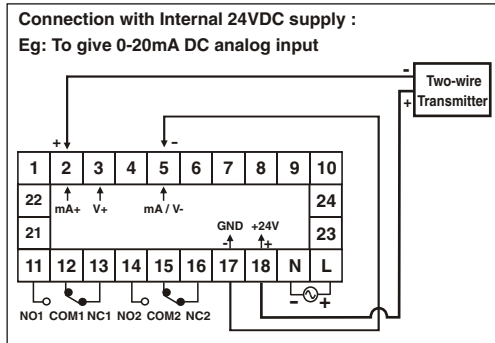 Connection with Internal 24VDC supply :
Eg: To give 0-20mA DC analog input
-
Two-wire
+ Transmitter
+ -
1 2 3 4 5 6 7 8 9 10
22 mA+ V+ mA / V- 24
21 GND +24V 23
- +
11 12 13 14 15 16 17 18 N L
- +
NO1 COM1 NC1 NO2 COM2 NC2